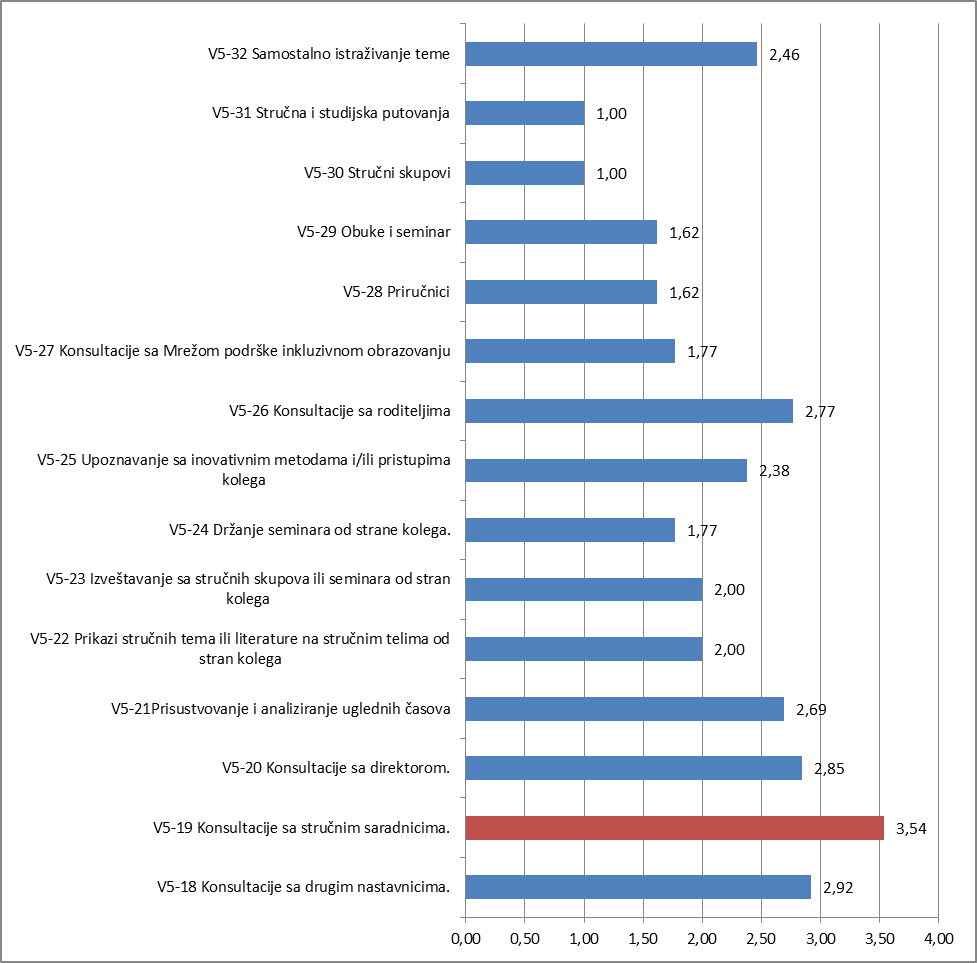 V5-32 Samostalno istraživanje teme
2,46
V5-31 Stručna i studijska putovanja
1,00
V5-30 Stručni skupovi
1,00
V5-29 Obuke i seminar
1,62
V5-28 Priručnici
1,62
V5-27 Konsultacije sa Mrežom podrške inkluzivnom obrazovanju
1,77
V5-26 Konsultacije sa roditeljima
2,77
V5-25 Upoznavanje sa inovativnim metodama i/ili pristupima
kolega
2,38
V5-24 Držanje seminara od strane kolega.
1,77
V5-23 Izveštavanje sa stručnih skupova ili seminara od stran
kolega
2,00
V5-22 Prikazi stručnih tema ili literature na stručnim telima od
stran kolega
2,00
V5-21Prisustvovanje i analiziranje uglednih časova
2,69
V5-20 Konsultacije sa direktorom.
2,85
V5-19 Konsultacije sa stručnim saradnicima.
3,54
V5-18 Konsultacije sa drugim nastavnicima.
2,92
0,00 0,50 1,00 1,50 2,00 2,50 3,00 3,50 4,00